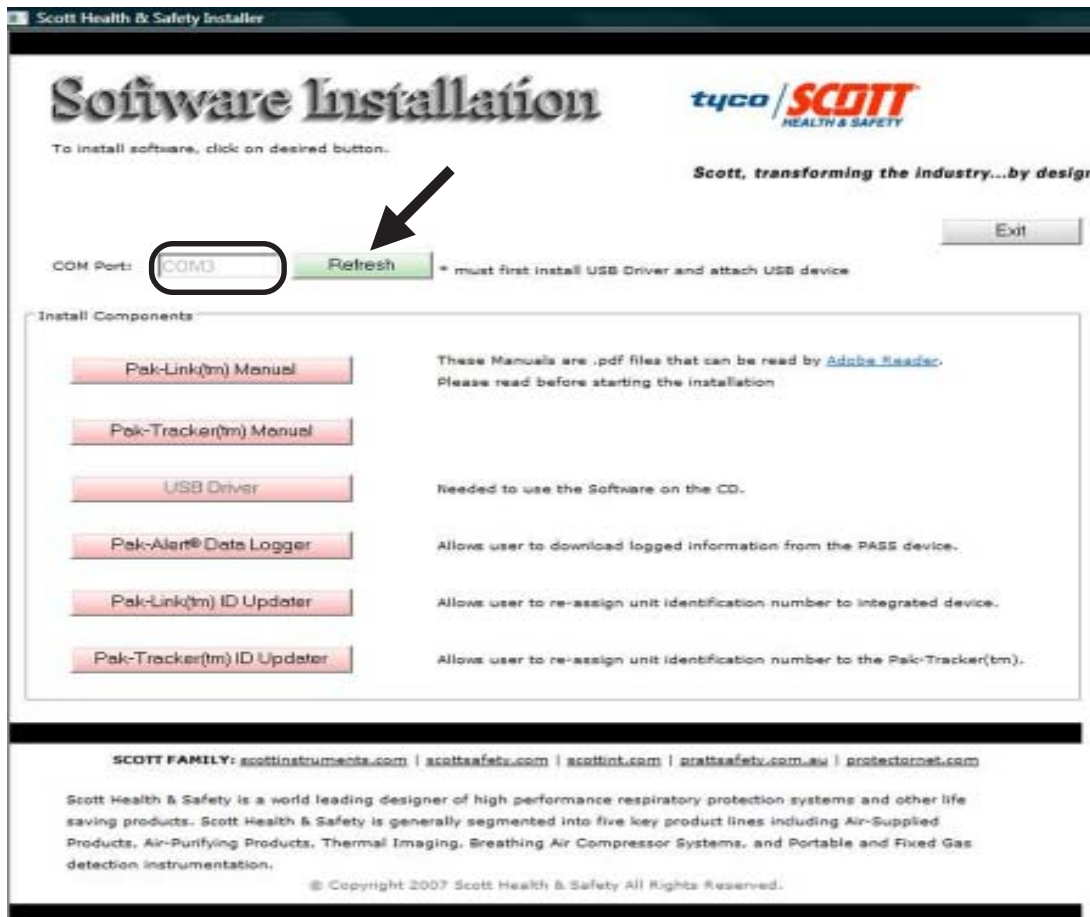 Scott Health & Safety Installer
Software Installation
tyco / SCOTT
HEALTH & SAFETY
To install software, click on desired button.
Scott, transforming the industry...by design
Exit
COM Port: COM3 Refresh * must first install USB Driver and attach USB device
Install Components
Pak-Link(tm) Manual
These Manuals are .pdf files that can be read by Adobe Reader.
Please read before starting the installation
Pak-Tracker(tm) Manual
USB Driver
Needed to use the Software on the CD.
Pak-Alert® Data Logger
Allows user to download logged information from the PASS device.
Pak-Link(tm) ID Updater
Allows user to re-assign unit identification number to integrated device.
Pak-Tracker(tm) ID Updater
Allows user to re-assign unit identification number to the Pak-Tracker(tm).
SCOTT FAMILY: scottinstruments.com | scottsafety.com | scottint.com | prattsafety.com.au | protectornet.com
Scott Health & Safety is a world leading designer of high performance respiratory protection systems and other life
saving products. Scott Health & Safety is generally segmented into five key product lines including Air-Supplied
Products, Air-Purifying Products, Thermal Imaging, Breathing Air Compressor Systems, and Portable and Fixed Gas
detection instrumentation.
© Copyright 2007 Scott Health & Safety All Rights Reserved.